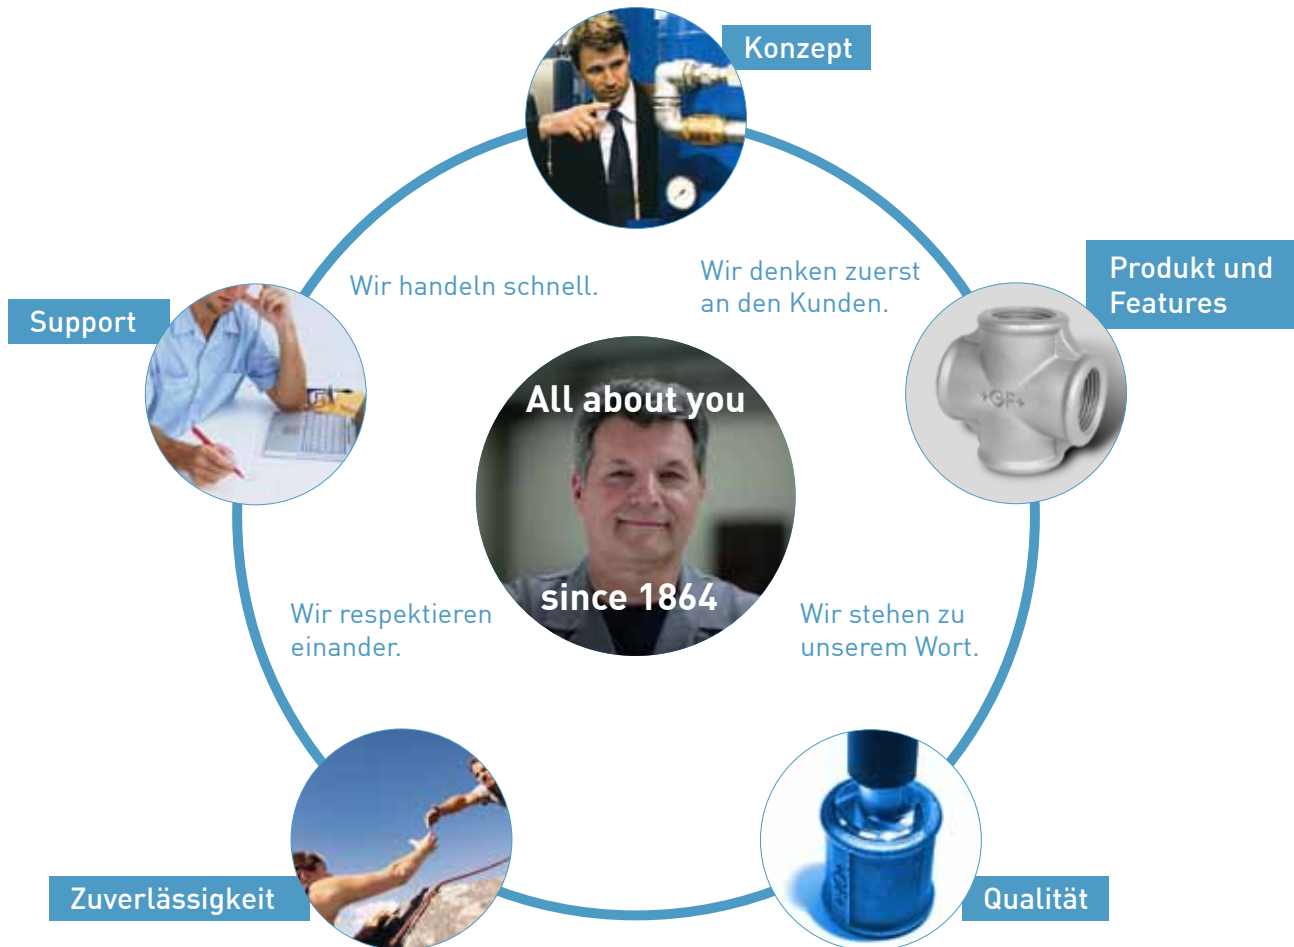 Konzept
Wir handeln schnell.
Wir denken zuerst
an den Kunden.
Produkt und
Features
Support
+GF+
All about you
since 1864
Wir respektieren
einander.
Wir stehen zu
unserem Wort.
Zuverlässigkeit
Qualität